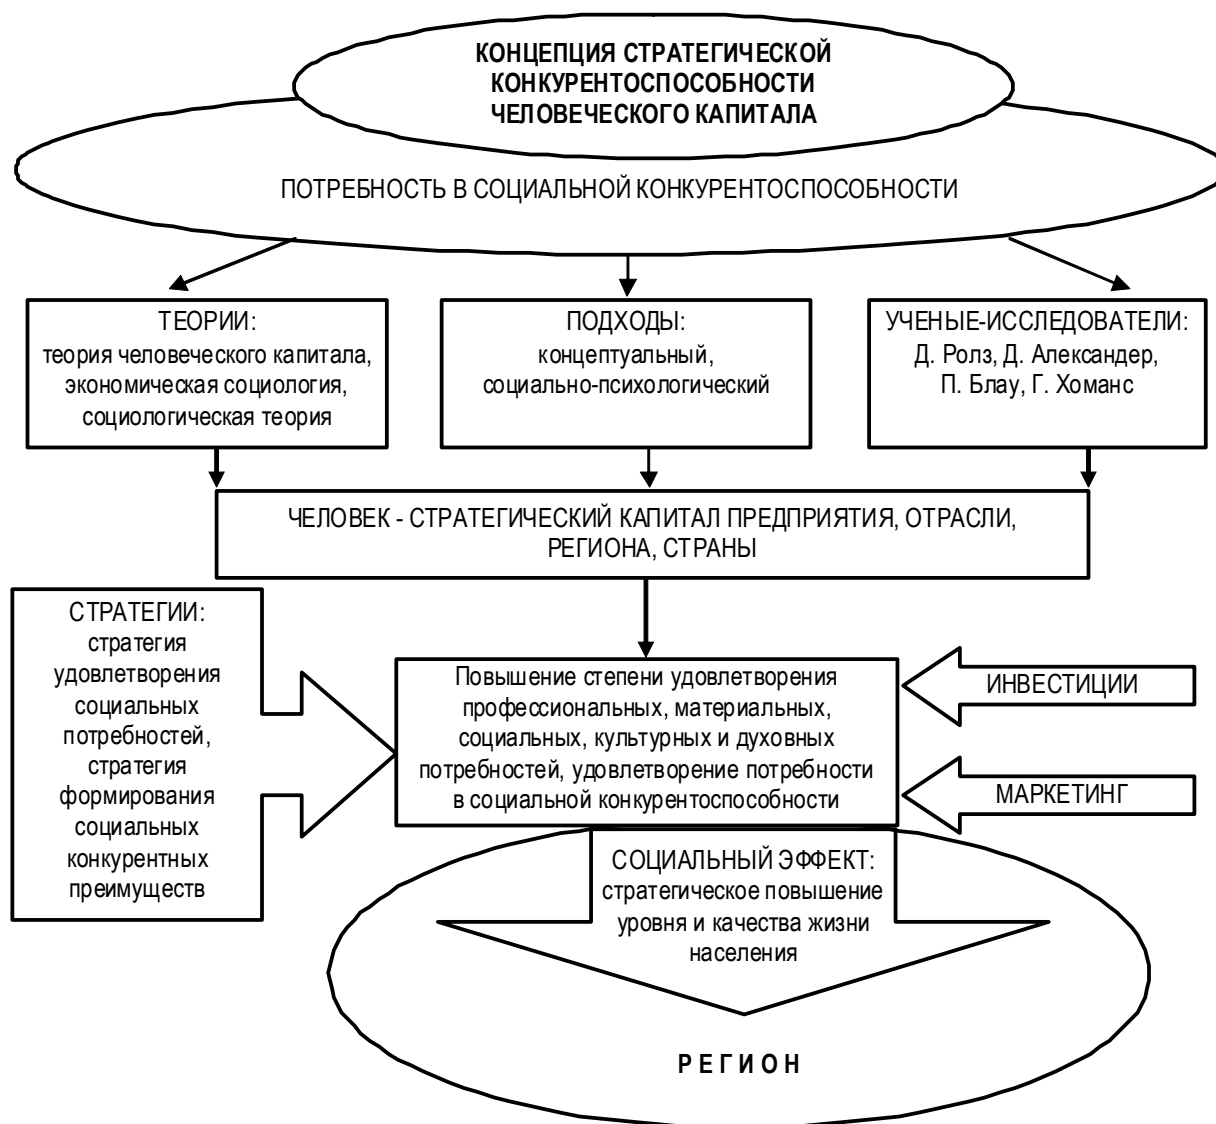 КОНЦЕПЦИЯ СТРАТЕГИЧЕСКОЙ
КОНКУРЕНТОСПОСОБНОСТИ
ЧЕЛОВЕЧЕСКОГО КАПИТАЛА
ПОТРЕБНОСТЬ В СОЦИАЛЬНОЙ КОНКУРЕНТОСПОСОБНОСТИ
ТЕОРИИ:
теория человеческого капитала,
экономическая социология,
социологическая теория
ПОДХОДЫ:
концептуальный,
социально-психологический
УЧЕНЫЕ-ИССЛЕДОВАТЕЛИ:
Д. Ролз, Д. Александер,
П. Блау, Г. Хоманс
ЧЕЛОВЕК - СТРАТЕГИЧЕСКИЙ КАПИТАЛ ПРЕДПРИЯТИЯ, ОТРАСЛИ,
РЕГИОНА, СТРАНЫ
СТРАТЕГИИ:
стратегия
удовлетворения
социальных
потребностей,
стратегия
формирования
социальных
конкурентных
преимуществ
Повышение степени удовлетворения
профессиональных, материальных,
социальных, культурных и духовных
потребностей, удовлетворение потребности
в социальной конкурентоспособности
ИНВЕСТИЦИИ
МАРКЕТИНГ
СОЦИАЛЬНЫЙ ЭФФЕКТ:
стратегическое повышение
уровня и качества жизни
населения
Р Е Г И О Н